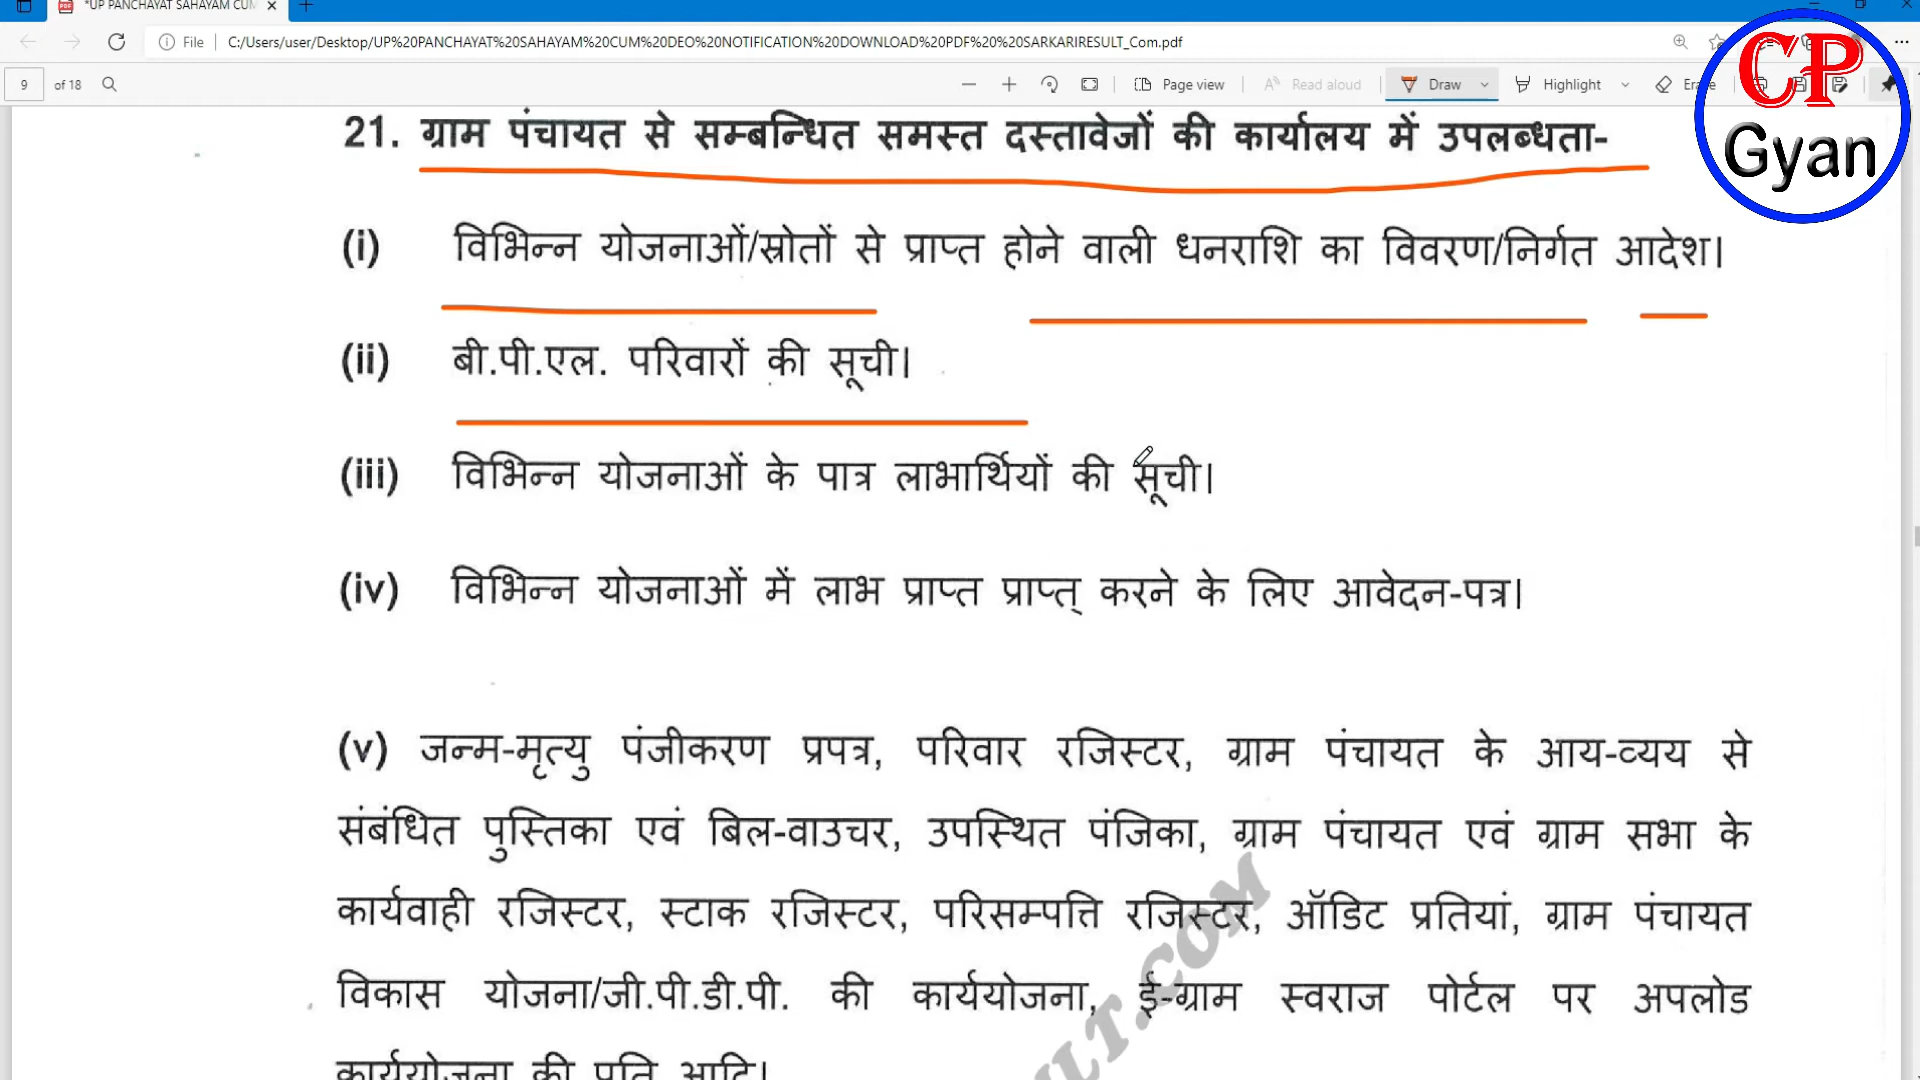 *UP PANCHAYAT SAHAYAM CUM
File C:/Users/user/Desktop/UP%20PANCHAYAT%20SAHAYAM%20CUM%20DEO%20NOTIFICATION%20DOWNLOAD%20PDF%20%20SARKARIRESULT_Com.pdf
9 of 18 Page view Read aloud Draw Highlight
CP
Gyan
21. ग्राम पंचायत से सम्बन्धित समस्त दस्तावेजों की कार्यालय में उपलब्धता-
(i) विभिन्न योजनाओं/स्रोतों से प्राप्त होने वाली धनराशि का विवरण/निर्गत आदेश।
(ii) बी.पी.एल. परिवारों की सूची।
(iii) विभिन्न योजनाओं के पात्र लाभार्थियों की सूची।
(iv) विभिन्न योजनाओं में लाभ प्राप्त प्राप्त् करने के लिए आवेदन-पत्र।
(v) जन्म-मृत्यु पंजीकरण प्रपत्र, परिवार रजिस्टर, ग्राम पंचायत के आय-व्यय से
संबंधित पुस्तिका एवं बिल-वाउचर, उपस्थित पंजिका, ग्राम पंचायत एवं ग्राम सभा के
कार्यवाही रजिस्टर, स्टाक रजिस्टर, परिसम्पत्ति रजिस्टर, ऑडिट प्रतियां, ग्राम पंचायत
विकास योजना/जी.पी.डी.पी. की कार्ययोजना, ई-ग्राम स्वराज पोर्टल पर अपलोड
कार्ययोजना की प्रति आदि।
ULT.COM